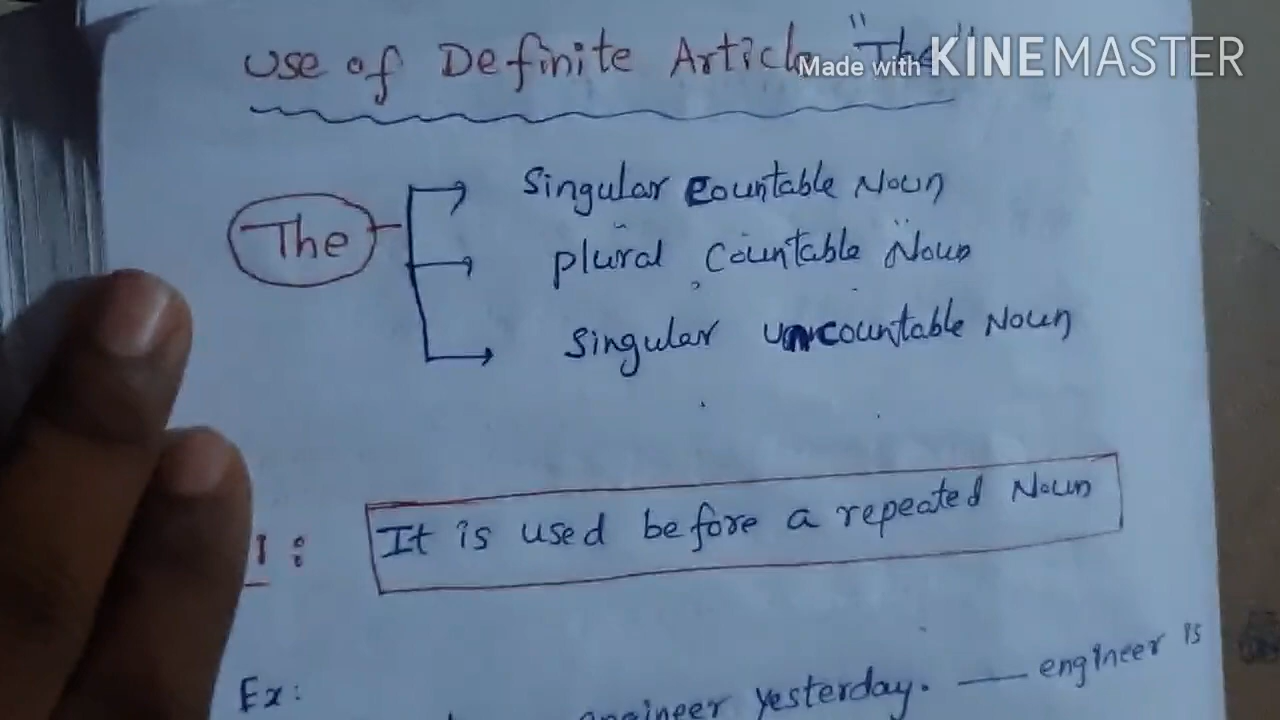 Use of Definite Article "The"
Made with KINEMASTER
The
Singular Countable Noun
plural Countable Noun
Singular uncountable Noun
1:
It is used before a repeated Noun
Ex:
engineer yesterday. — engineer is